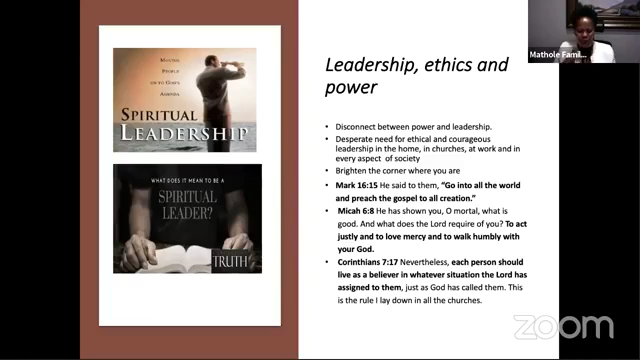 MOVING
PEOPLE
ON TO GOD'S
AGENDA
SPIRITUAL
LEADERSHIP
WHAT DOES IT MEAN TO BE A
SPIRITUAL
LEADER?
TRUTH
Leadership, ethics and
power
• Disconnect between power and leadership.
• Desperate need for ethical and courageous
leadership in the home, in churches, at work and in
every aspect of society
• Brighten the corner where you are
• Mark 16:15 He said to them, “Go into all the world
and preach the gospel to all creation.”
• Micah 6:8 He has shown you, O mortal, what is
good. And what does the Lord require of you? To act
justly and to love mercy and to walk humbly with
your God.
• Corinthians 7:17 Nevertheless, each person should
live as a believer in whatever situation the Lord has
assigned to them, just as God has called them. This
is the rule I lay down in all the churches.
Mathole Famil...
zoom